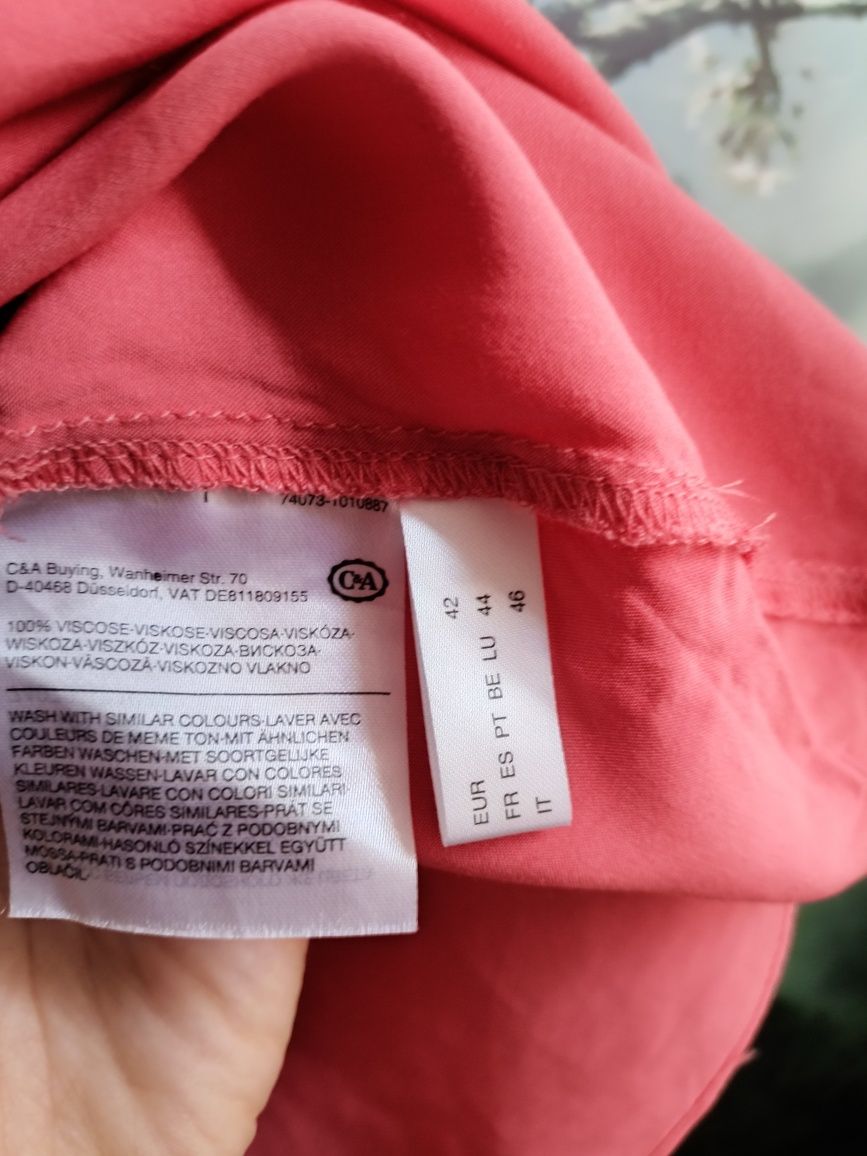 74073-1010887
C&A Buying, Wanheimer Str. 70
D-40468 Düsseldorf, VAT DE811809155
C&A
100% VISCOSE·VISKOSE·VISCOSA·VISKÓZA·
WISKOZA·VISZKÓZ·VISKOZA·ВИСКОЗА·
VISKON·VÂSCOZĂ·VISKOZNO VLAKNO
WASH WITH SIMILAR COLOURS·LAVER AVEC
COULEURS DE MEME TON·MIT ÄHNLICHEN
FARBEN WASCHEN·MET SOORTGELIJKE
KLEUREN WASSEN·LAVAR CON COLORES
SIMILARES·LAVARE CON COLORI SIMILARI·
LAVAR COM CÔRES SIMILARES·PRÁT SE
STEJNÝMI BARVAMI·PRAĆ Z PODOBNYMI
KOLORAMI·HASONLÓ SZÍNEKKEL EGYÜTT
MOSSA·PRATI S PODOBNIMI BARVAMI
OBLAČIL·
EUR 42
FR ES PT BE LU 44
IT 46